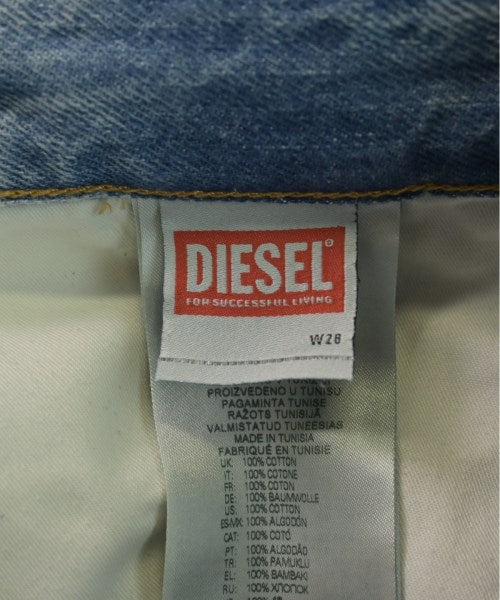 DIESEL®
FOR SUCCESSFUL LIVING
W28
PROIZVEDENO U TUNISU
PAGAMINTA TUNISE
RAŽOTS TUNISIJĀ
VALMISTATUD TUNEESIAS
MADE IN TUNISIA
FABRIQUÉ EN TUNISIE
UK: 100% COTTON
IT: 100% COTONE
FR: 100% COTON
DE: 100% BAUMWOLLE
US: 100% COTTON
ES-MX: 100% ALGODÓN
CAT: 100% COTÓ
PT: 100% ALGODÃO
TR: 100% PAMUKLU
EL: 100% BAMBAKI
RU: 100% ХЛОПОК